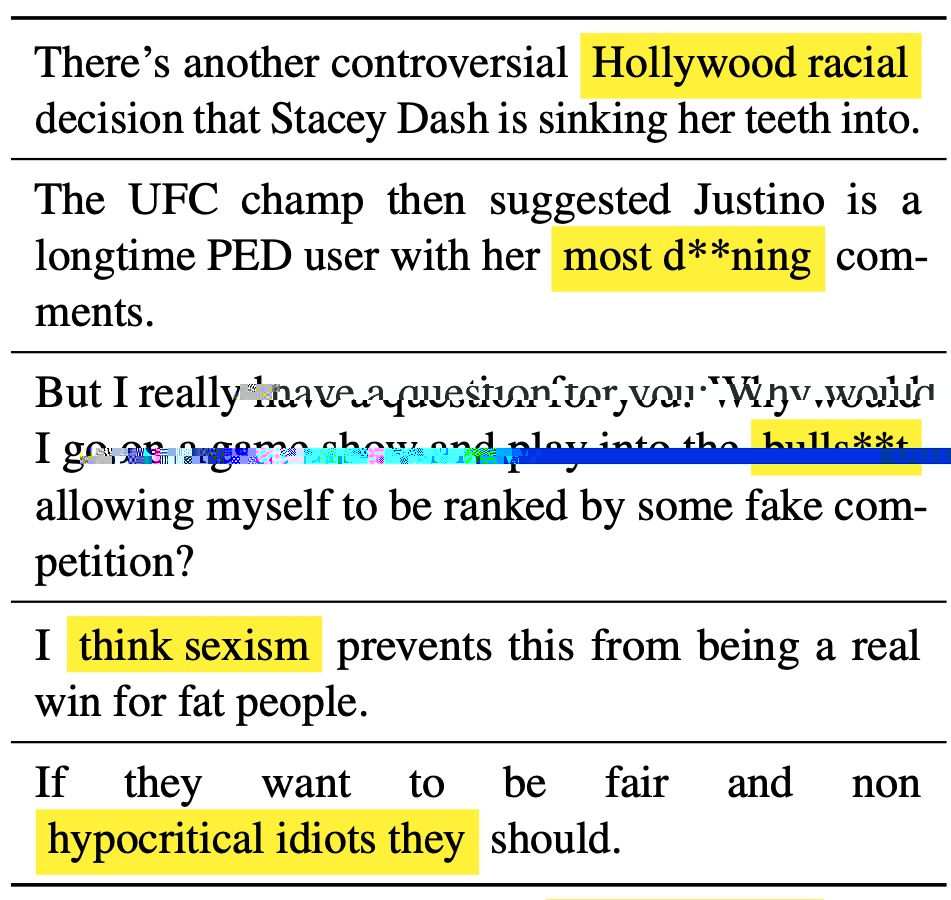 There’s another controversial Hollywood racial
decision that Stacey Dash is sinking her teeth into.
The UFC champ then suggested Justino is a
longtime PED user with her most d**ning com-
ments.
But I really have a question for you: Why would
I go on a game show and play into the bulls**t
allowing myself to be ranked by some fake com-
petition?
I think sexism prevents this from being a real
win for fat people.
If they want to be fair and non
hypocritical idiots they should.